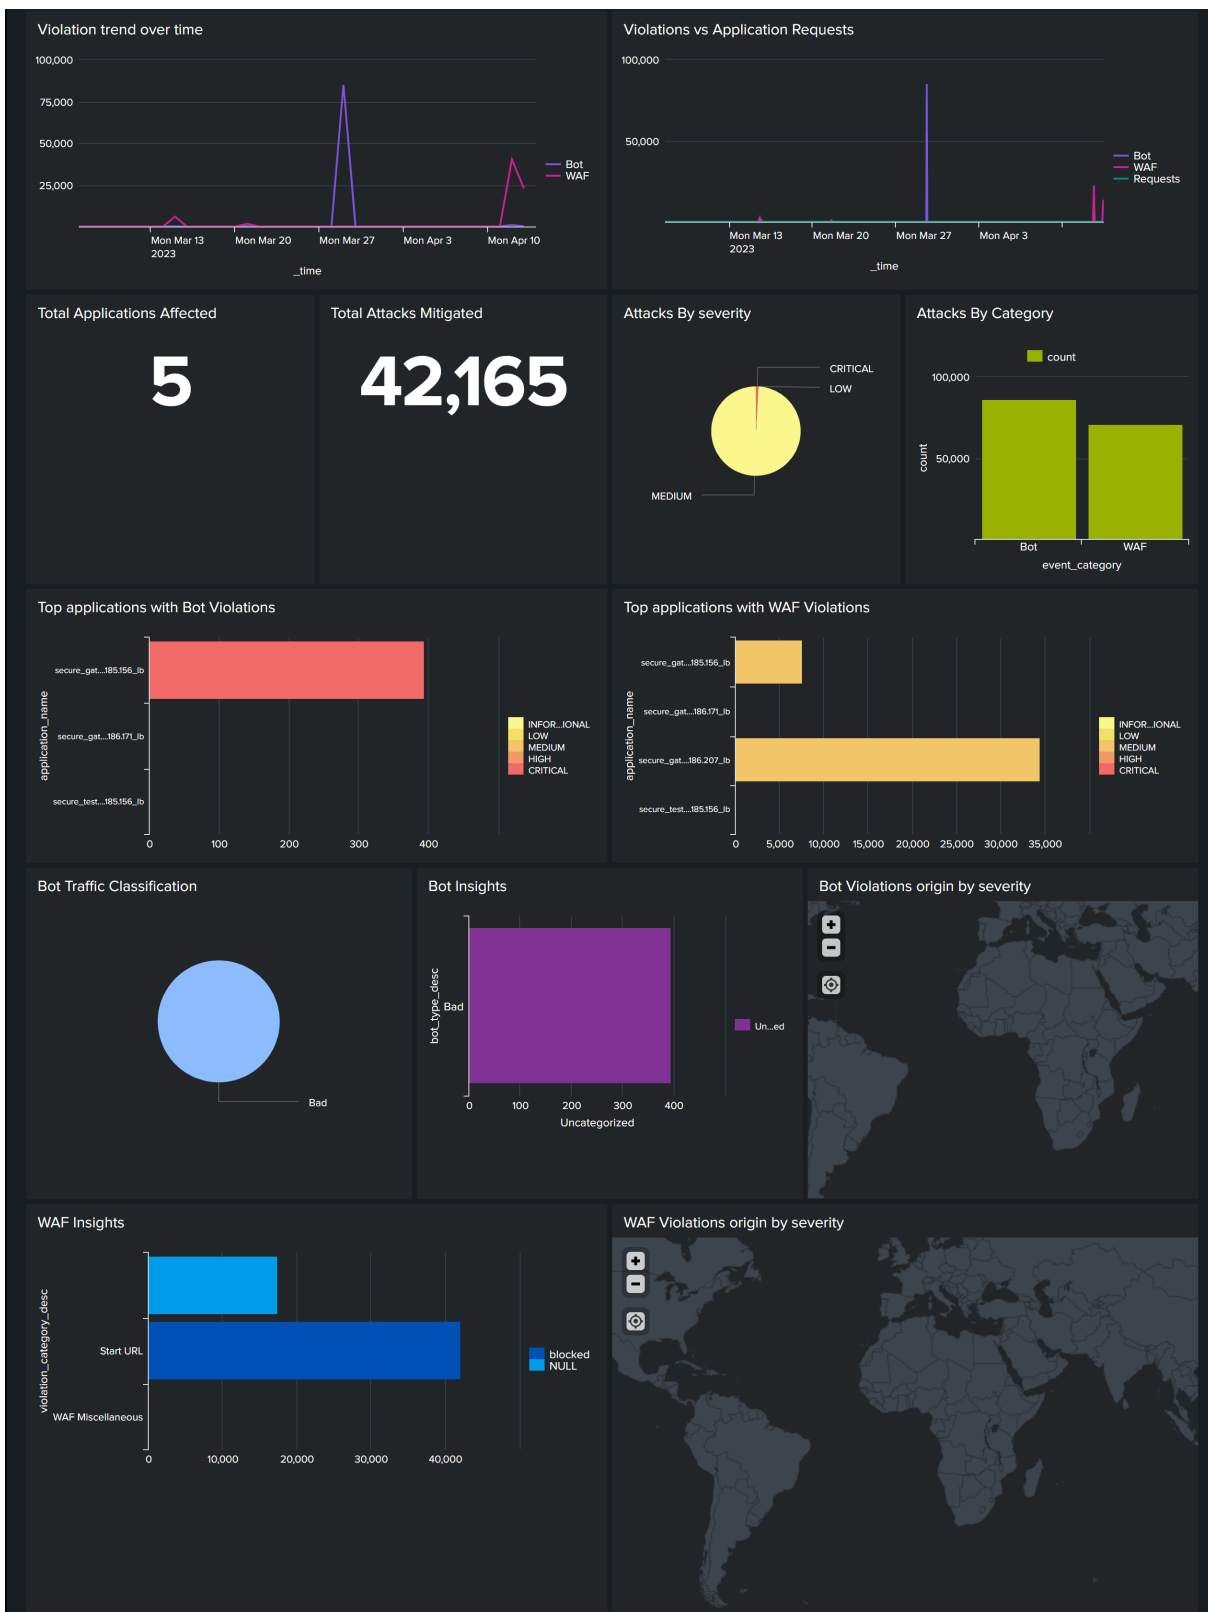 Violation trend over time
100,000
75,000
50,000
25,000
Bot
WAF
Mon Mar 13
2023
Mon Mar 20
Mon Mar 27
Mon Apr 3
Mon Apr 10
_time
Violations vs Application Requests
100,000
50,000
Bot
WAF
Requests
Mon Mar 13
2023
Mon Mar 20
Mon Mar 27
Mon Apr 3
_time
Total Applications Affected
5
Total Attacks Mitigated
42,165
Attacks By severity
CRITICAL
LOW
MEDIUM
Attacks By Category
count
100,000
50,000
count
Bot
WAF
event_category
Top applications with Bot Violations
application_name
secure_gat....185.156_lb
secure_gat....186.171_lb
secure_test....185.156_lb
0
100
200
300
400
INFOR...IONAL
LOW
MEDIUM
HIGH
CRITICAL
Top applications with WAF Violations
application_name
secure_gat....185.156_lb
secure_gat....186.171_lb
secure_gat....186.207_lb
secure_test....185.156_lb
0
5,000
10,000
15,000
20,000
25,000
30,000
35,000
INFOR...IONAL
LOW
MEDIUM
HIGH
CRITICAL
Bot Traffic Classification
Bad
Bot Insights
bot_type_desc
Bad
0
100
200
300
400
Uncategorized
Un...ed
Bot Violations origin by severity
WAF Insights
violation_category_desc
Start URL
WAF Miscellaneous
0
10,000
20,000
30,000
40,000
blocked
NULL
WAF Violations origin by severity